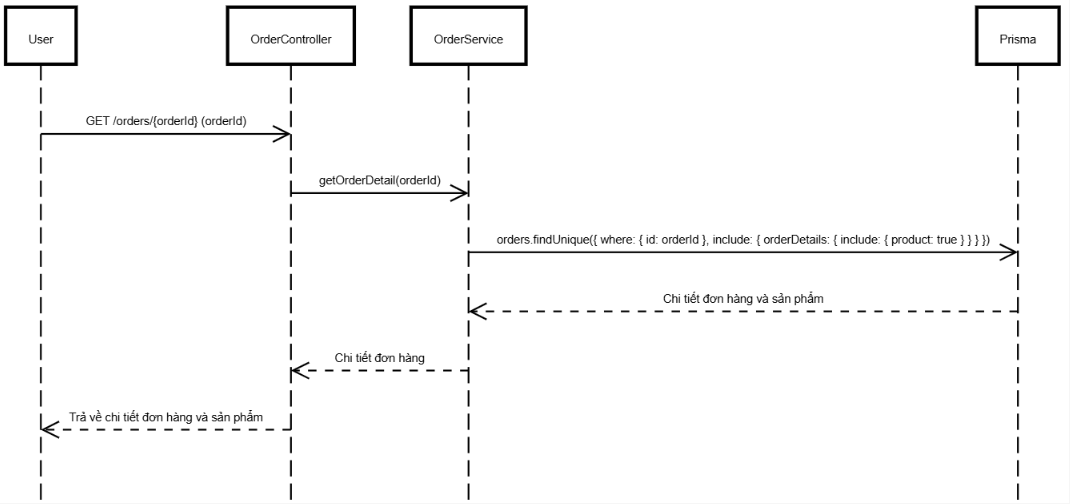 User
OrderController
OrderService
Prisma
GET /orders/{orderId} (orderId)
getOrderDetail(orderId)
orders.findUnique({ where: { id: orderId }, include: { orderDetails: { include: { product: true } } } })
Chi tiết đơn hàng và sản phẩm
Chi tiết đơn hàng
Trả về chi tiết đơn hàng và sản phẩm